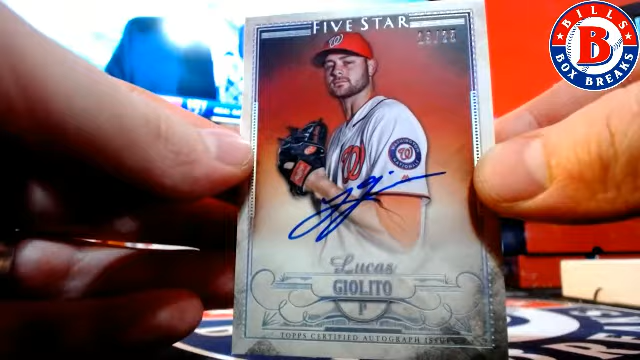 FIVE STAR
BILLS
B
BOX BREAKS
W
W
Lucas
GIOLITO
P
TOPPS CERTIFIED AUTOGRAPH ISSUE